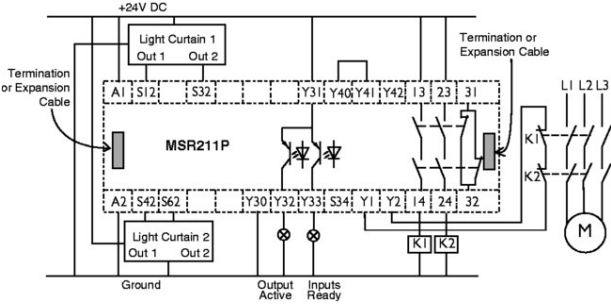 +24V DC
Light Curtain 1
Out 1 Out 2
Termination or Expansion Cable
Termination
or Expansion
Cable
L1 L2 L3
A1 S12 S32 Y31 Y40 Y41 Y42 13 23 31
MSR211P
K1
K2
A2 S42 S62 Y30 Y32 Y33 S34 Y1 Y2 14 24 32
M
Light Curtain 2
Out 1 Out 2
K1 K2
Ground
Output
Active
Inputs
Ready